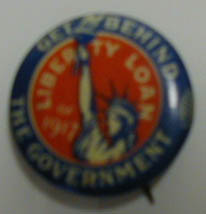 GET BEHIND
THE GOVERNMENT
LIBERTY LOAN
OF
1917